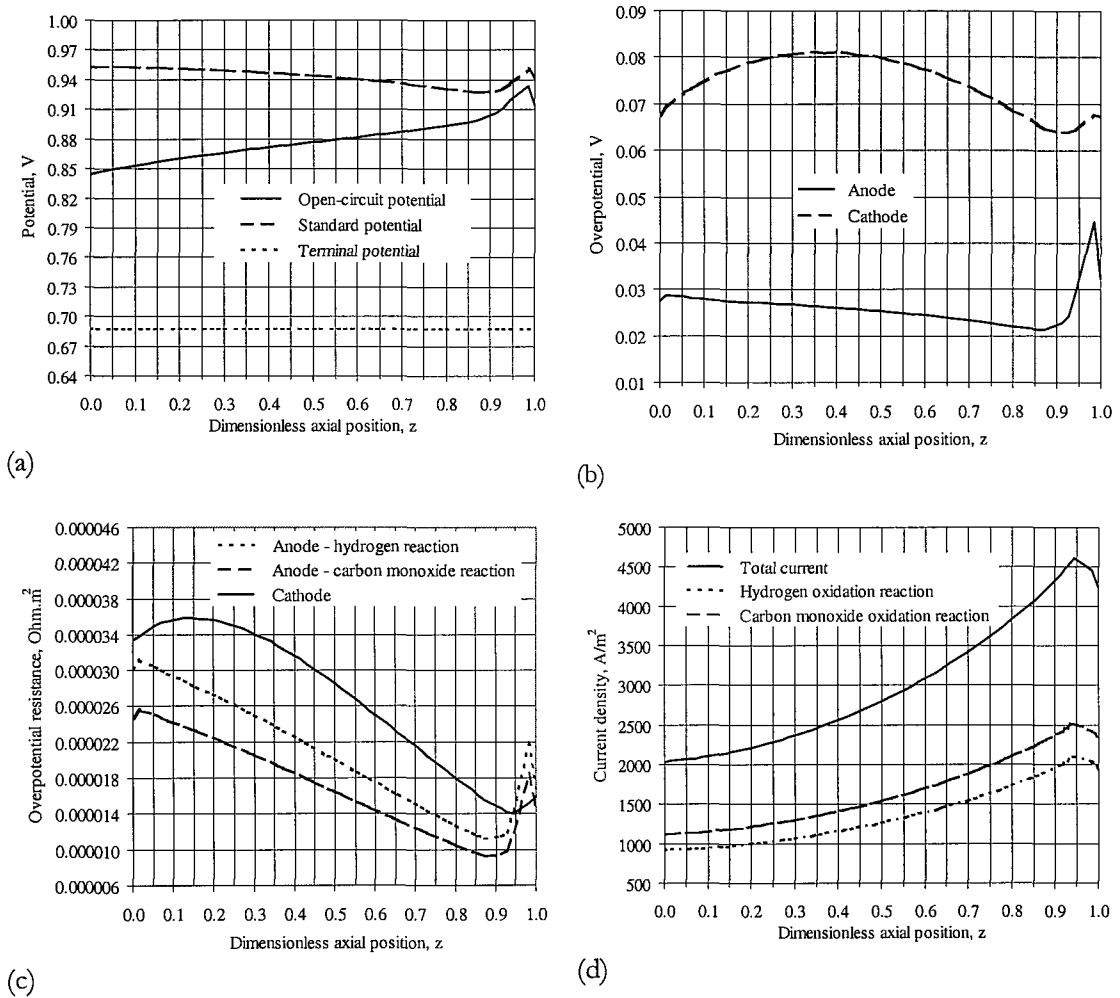 1.00
0.97
0.94
0.91
0.88
0.85
0.82
0.79
0.76
0.73
0.70
0.67
0.64
Potential, V
Open-circuit potential
Standard potential
Terminal potential
0.0 0.1 0.2 0.3 0.4 0.5 0.6 0.7 0.8 0.9 1.0
Dimensionless axial position, z
(a)
0.09
0.08
0.07
0.06
0.05
0.04
0.03
0.02
0.01
Overpotential, V
Anode
Cathode
0.0 0.1 0.2 0.3 0.4 0.5 0.6 0.7 0.8 0.9 1.0
Dimensionless axial position, z
(b)
0.000046
0.000042
0.000038
0.000034
0.000030
0.000026
0.000022
0.000018
0.000014
0.000010
0.000006
Overpotential resistance, Ohm.m²
Anode - hydrogen reaction
Anode - carbon monoxide reaction
Cathode
0.0 0.1 0.2 0.3 0.4 0.5 0.6 0.7 0.8 0.9 1.0
Dimensionless axial position, z
(c)
5000
4500
4000
3500
3000
2500
2000
1500
1000
500
Current density, A/m²
Total current
Hydrogen oxidation reaction
Carbon monoxide oxidation reaction
0.0 0.1 0.2 0.3 0.4 0.5 0.6 0.7 0.8 0.9 1.0
Dimensionless axial position, z
(d)